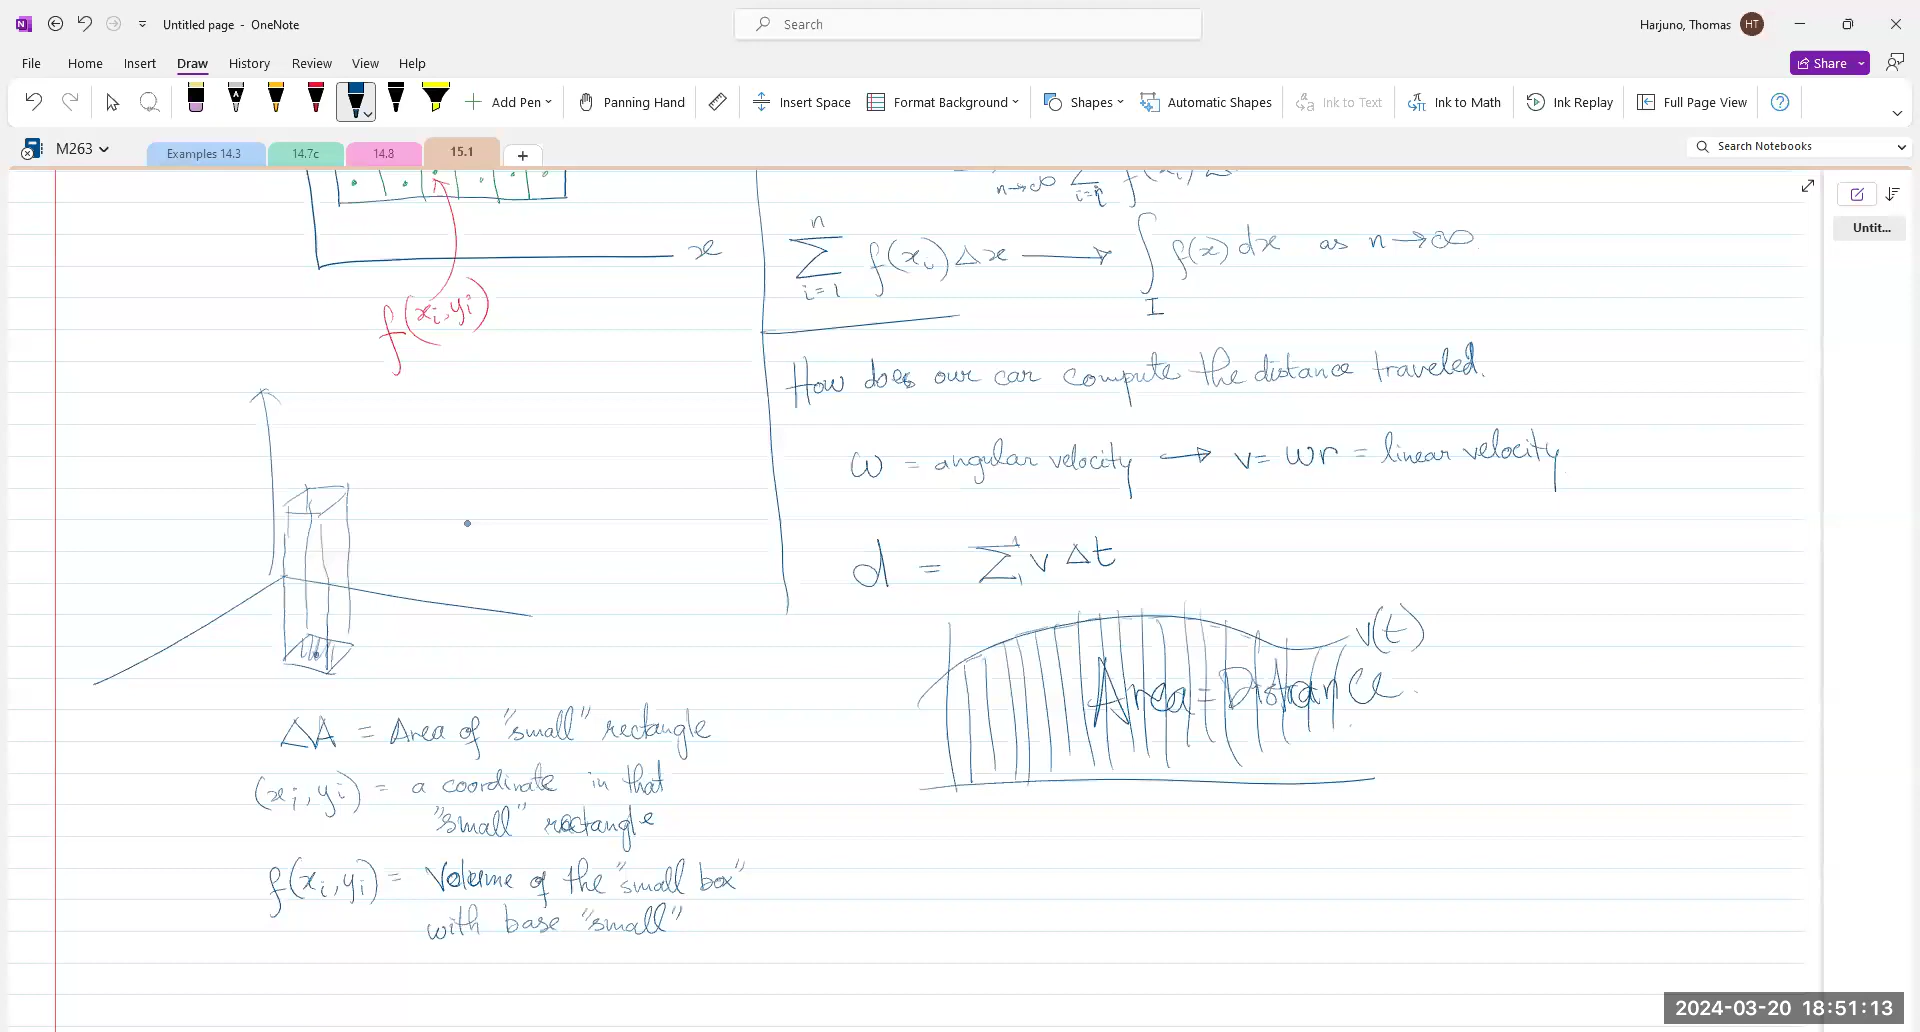 Untitled page - OneNote
Search
Harjuno, Thomas
HT
File Home Insert Draw History Review View Help
Share
Add Pen
Panning Hand
Insert Space
Format Background
Shapes
Automatic Shapes
Ink to Text
Ink to Math
Ink Replay
Full Page View
M263
Examples 14.3
14.7c
14.8
15.1
Search Notebooks
Untit...
x
f(xi, yi)
ΔA = Area of "small" rectangle
(xi, yi) = a coordinate in that
"small" rectangle
f(xi, yi) = Volume of the "small box"
with base "small"
n→∞ ∑ i=1 f(xi)
n ∑ i=1 f(xi) Δx ⟶ ∫ I f(x) dx as n→∞
How does our car compute the distance traveled.
ω = angular velocity ⟶ v= ωr = linear velocity
d = ∑ v Δt
v(t)
Area = Distance
2024-03-20 18:51:13